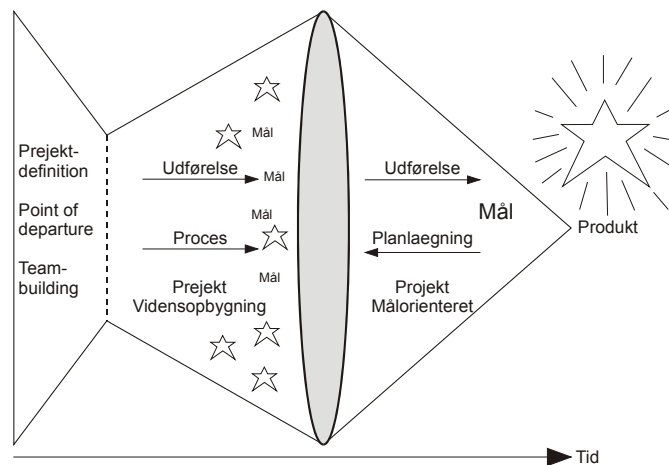 Prejekt-
definition
Point of
departure
Team-
building
Mål
Udførelse
Mål
Mål
Proces
Mål
Prejekt
Vidensopbygning
Udførelse
Mål
Planlaegning
Projekt
Målorienteret
Produkt
Tid